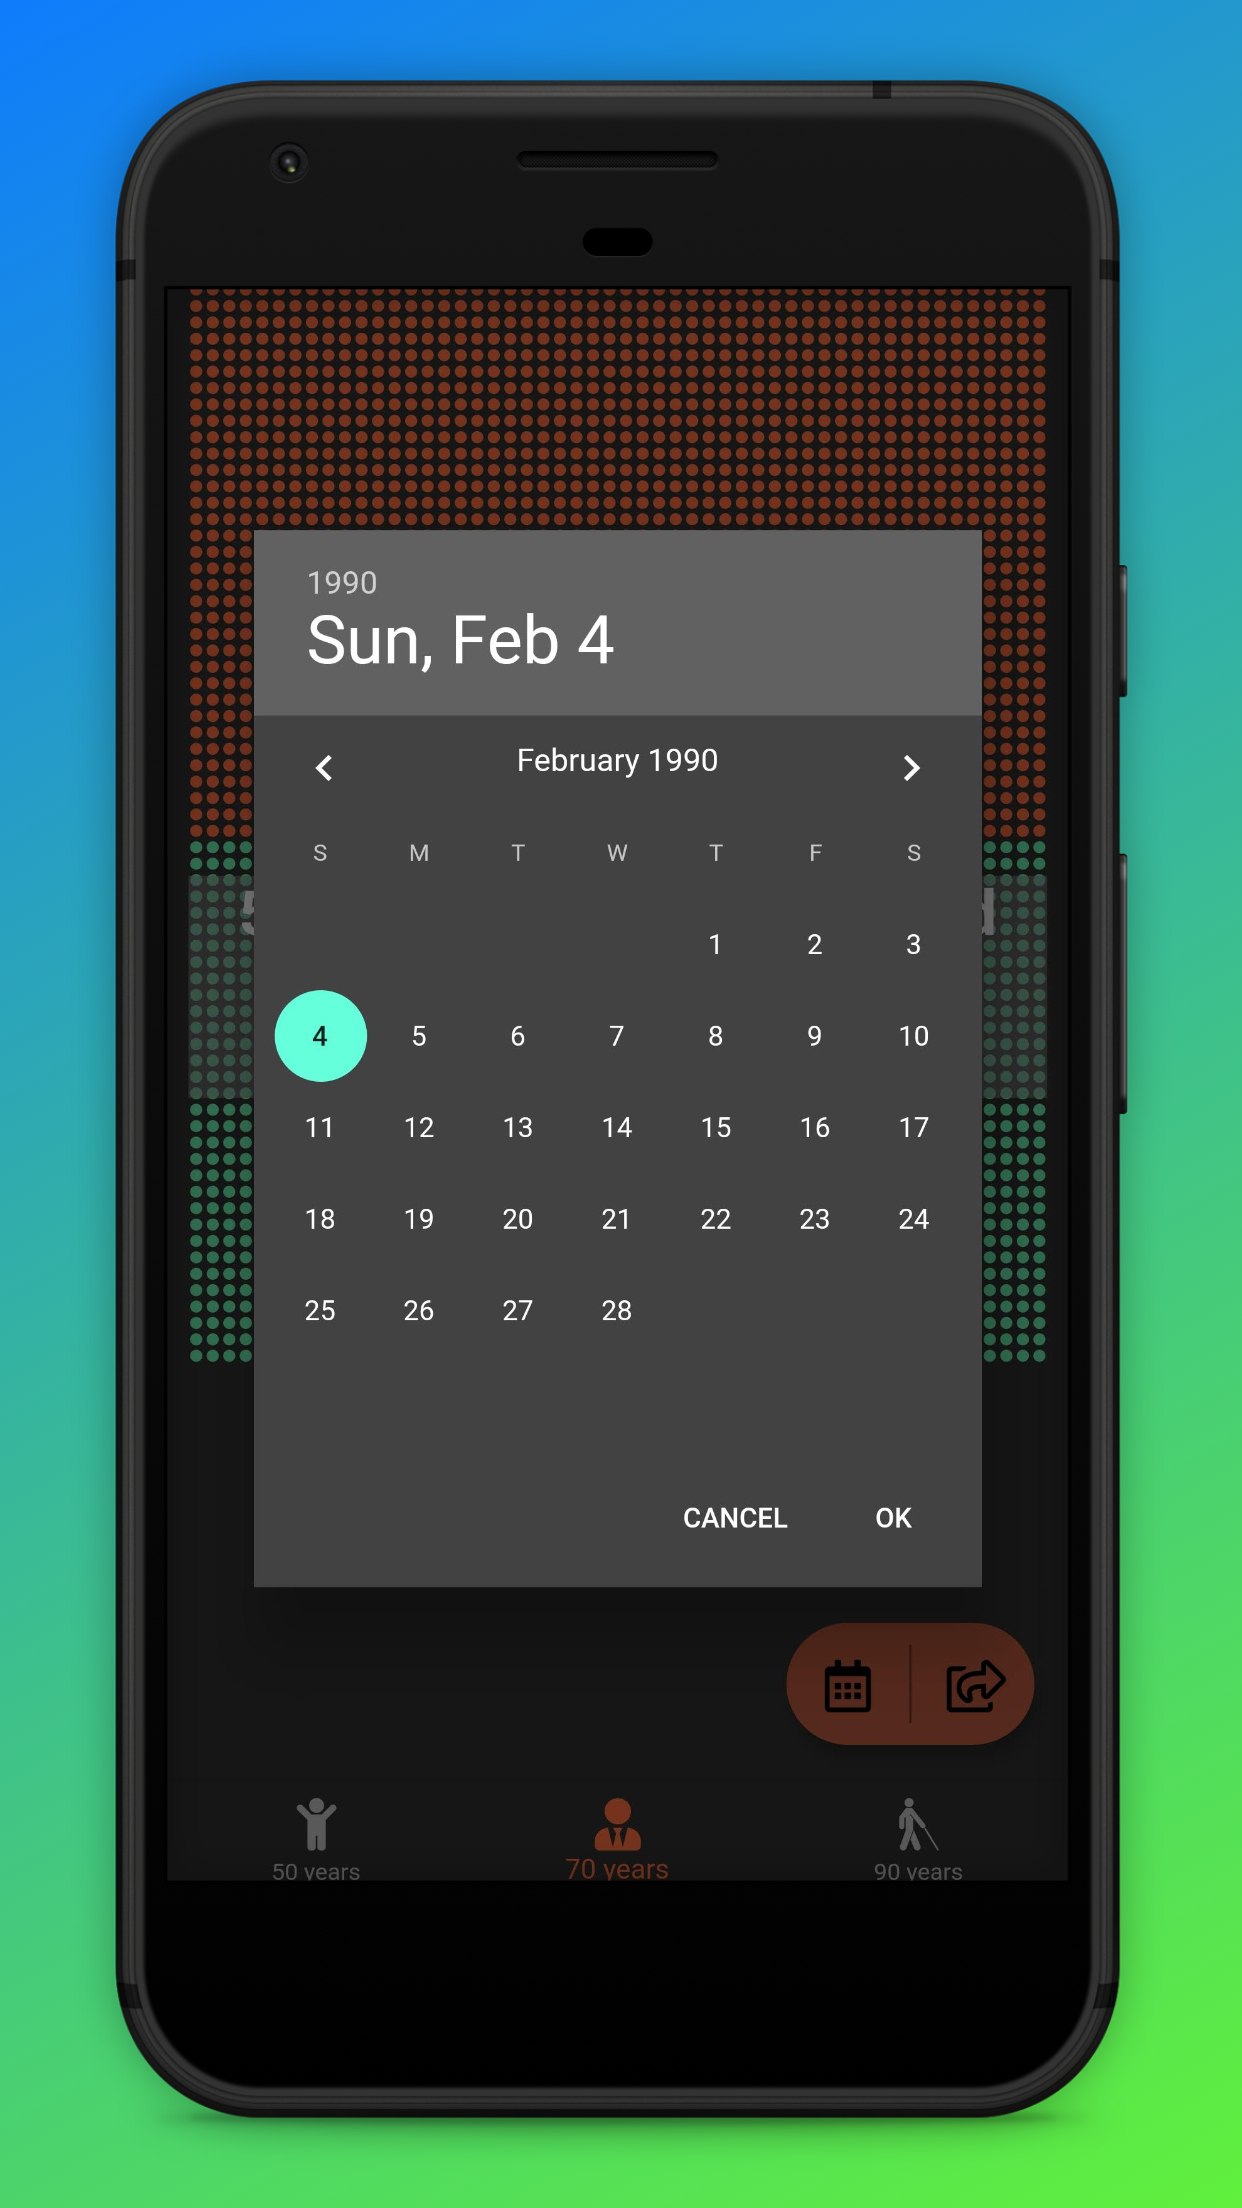 1990
Sun, Feb 4
February 1990
S M T W T F S
1 2 3
4 5 6 7 8 9 10
11 12 13 14 15 16 17
18 19 20 21 22 23 24
25 26 27 28
CANCEL OK
50 years 70 years 90 years